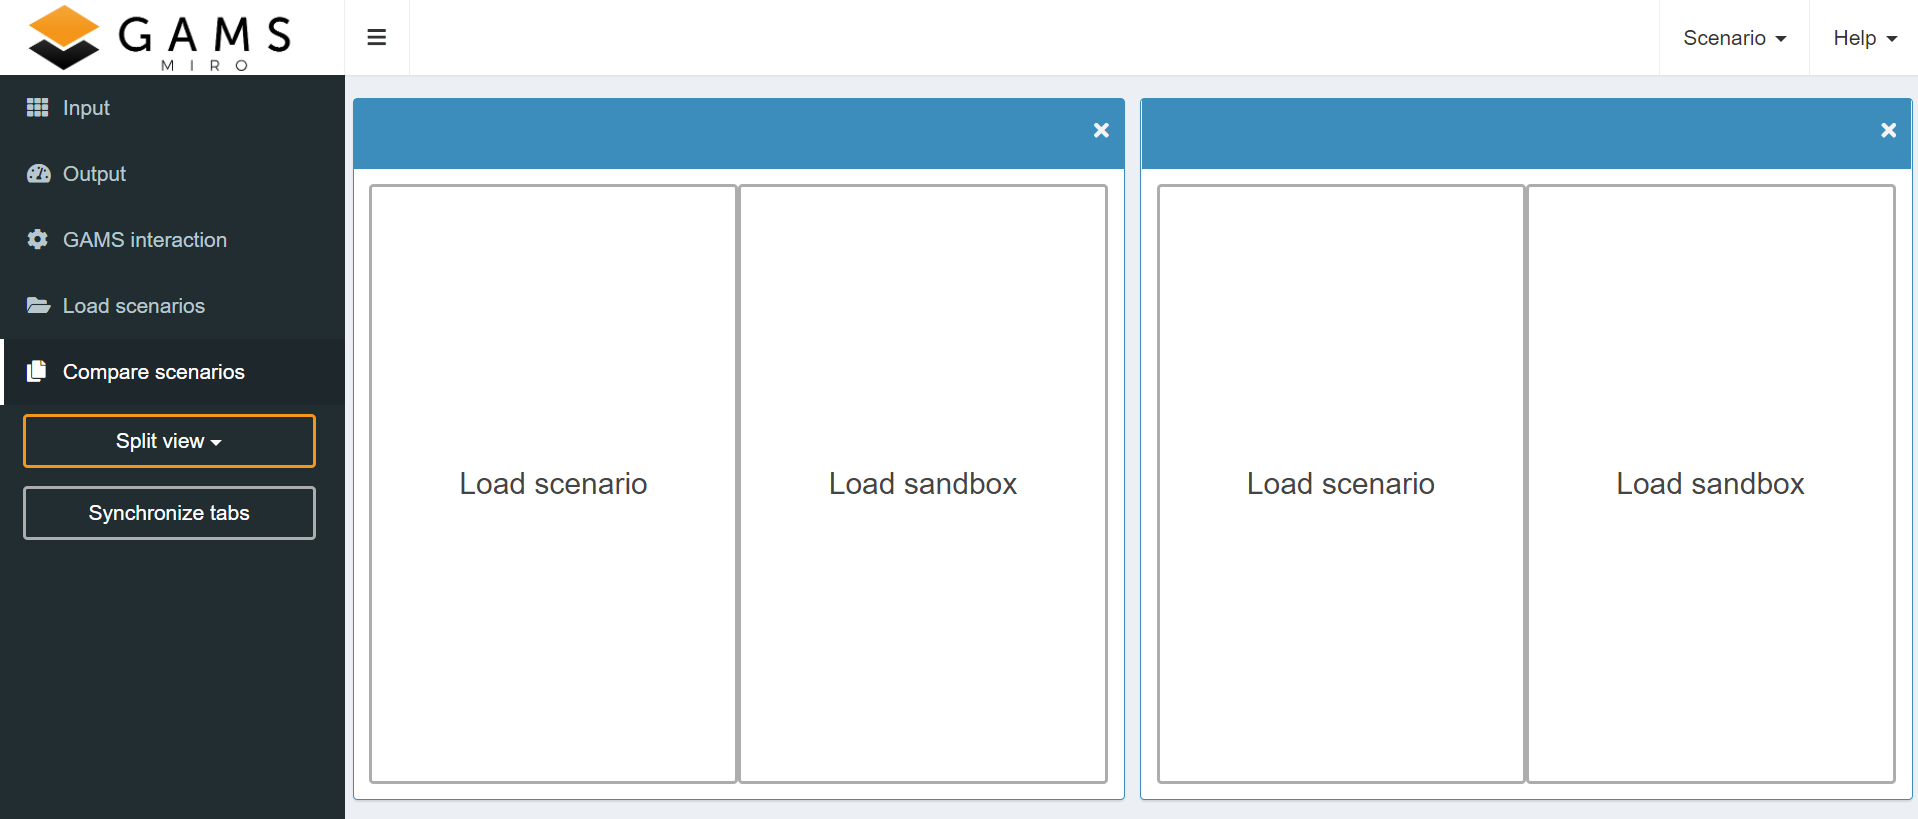 GAMS
MIRO
Scenario
Help
Input
Output
GAMS interaction
Load scenarios
Compare scenarios
Split view
Synchronize tabs
Load scenario
Load sandbox
Load scenario
Load sandbox